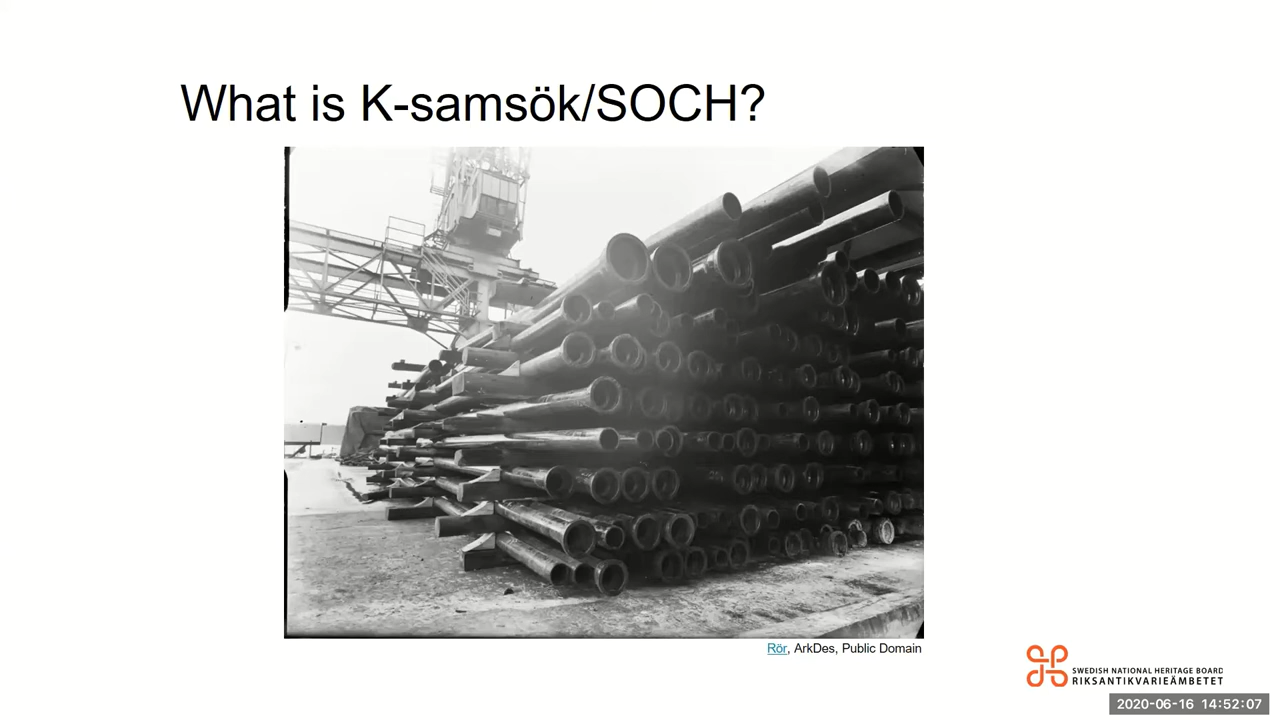 What is K-samsök/SOCH?
Rör, ArkDes, Public Domain
SWEDISH NATIONAL HERITAGE BOARD
RIKSANTIKVARIEÄMBETET
2020-06-16 14:52:07